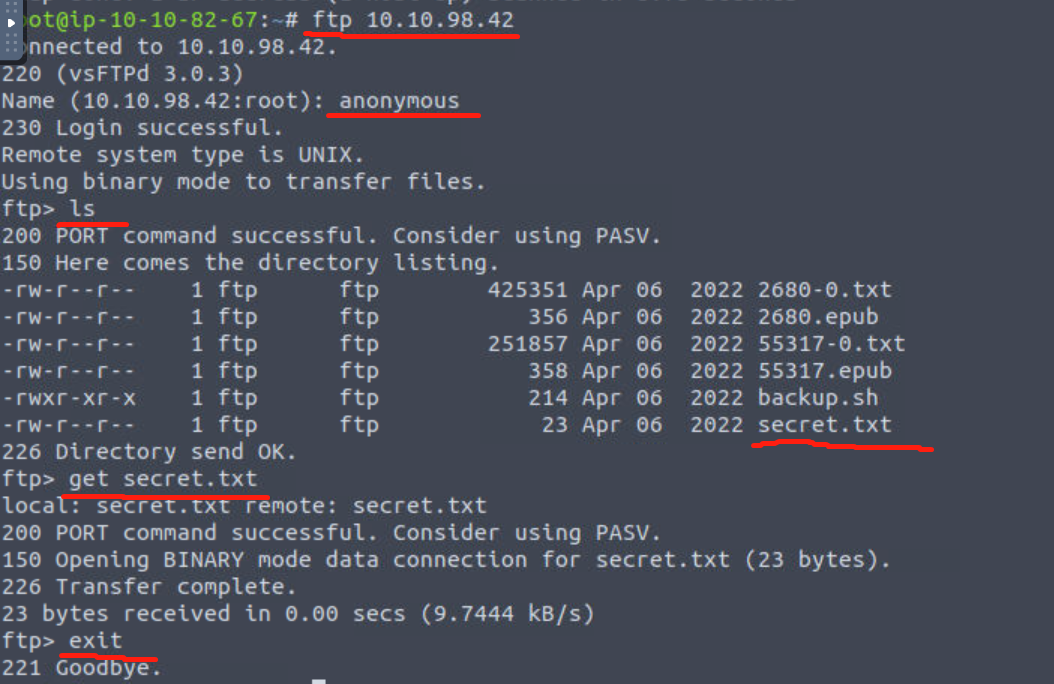 ot@ip-10-10-82-67:~# ftp 10.10.98.42
onnected to 10.10.98.42.
220 (vsFTPd 3.0.3)
Name (10.10.98.42:root): anonymous
230 Login successful.
Remote system type is UNIX.
Using binary mode to transfer files.
ftp> ls
200 PORT command successful. Consider using PASV.
150 Here comes the directory listing.
-rw-r--r--    1 ftp      ftp        425351 Apr 06  2022 2680-0.txt
-rw-r--r--    1 ftp      ftp           356 Apr 06  2022 2680.epub
-rw-r--r--    1 ftp      ftp        251857 Apr 06  2022 55317-0.txt
-rw-r--r--    1 ftp      ftp           358 Apr 06  2022 55317.epub
-rwxr-xr-x    1 ftp      ftp           214 Apr 06  2022 backup.sh
-rw-r--r--    1 ftp      ftp            23 Apr 06  2022 secret.txt
226 Directory send OK.
ftp> get secret.txt
local: secret.txt remote: secret.txt
200 PORT command successful. Consider using PASV.
150 Opening BINARY mode data connection for secret.txt (23 bytes).
226 Transfer complete.
23 bytes received in 0.00 secs (9.7444 kB/s)
ftp> exit
221 Goodbye.